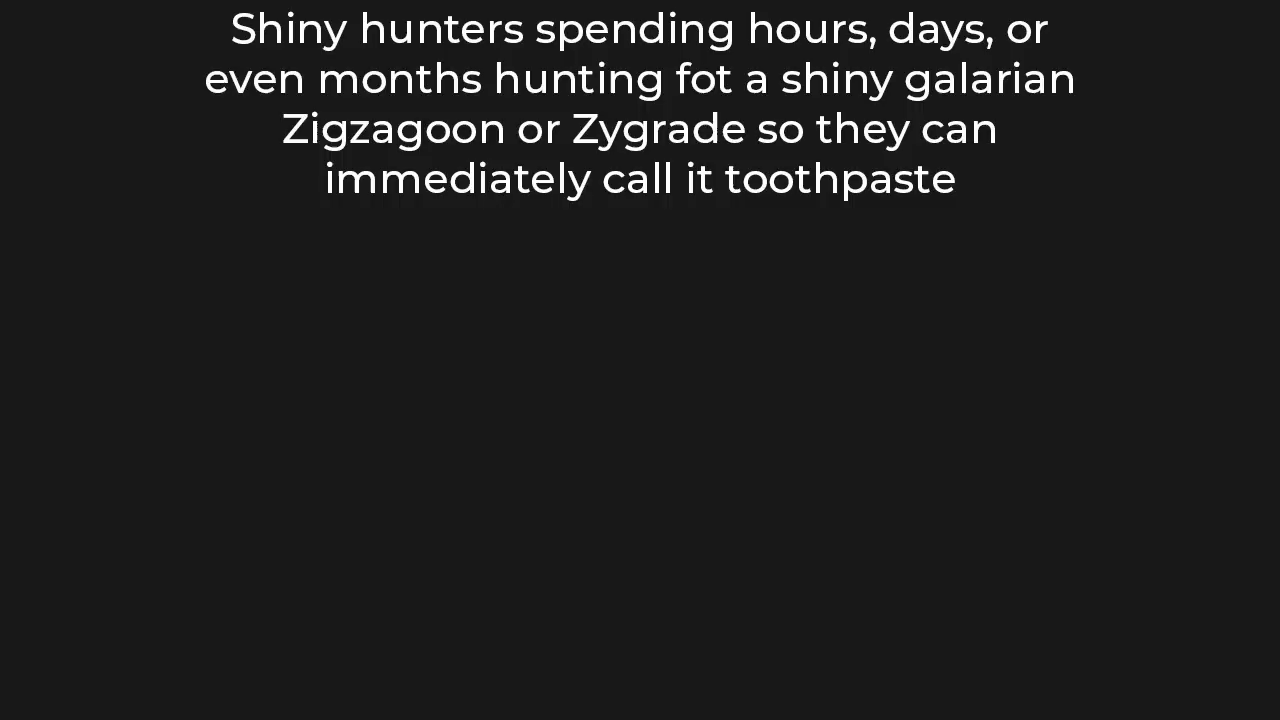 Shiny hunters spending hours, days, or
even months hunting fot a shiny galarian
Zigzagoon or Zygrade so they can
immediately call it toothpaste